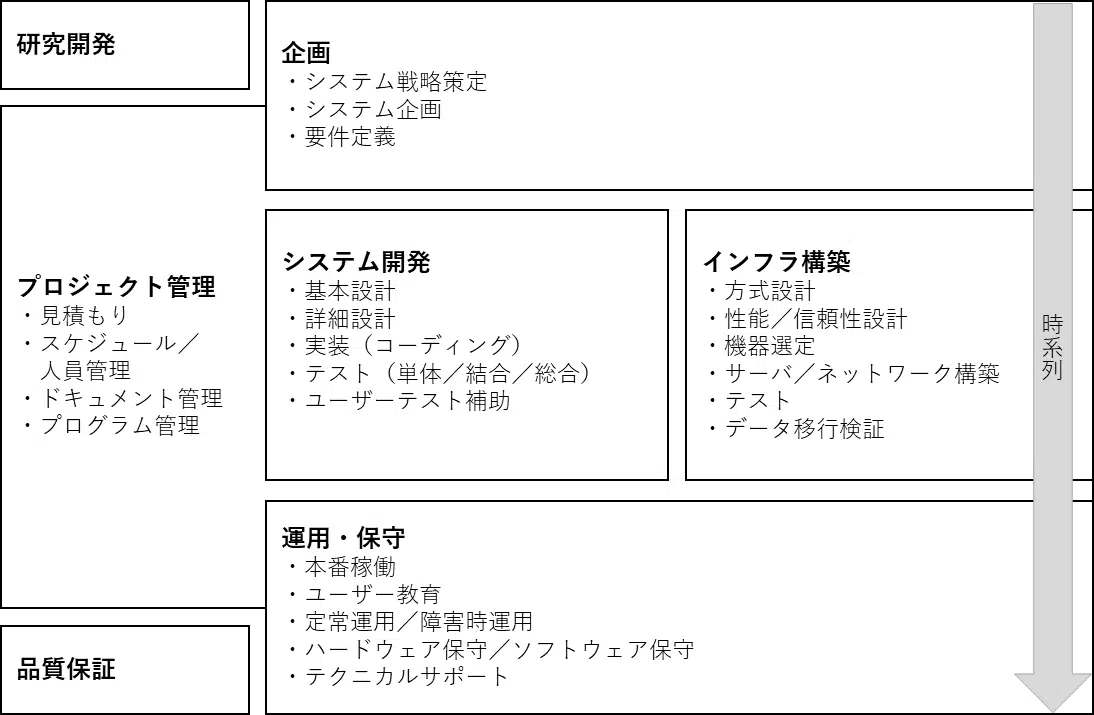 研究開発
企画
・システム戦略策定
・システム企画
・要件定義
プロジェクト管理
・見積もり
・スケジュール／
人員管理
・ドキュメント管理
・プログラム管理
システム開発
・基本設計
・詳細設計
・実装（コーディング）
・テスト（単体／結合／総合）
・ユーザーテスト補助
インフラ構築
・方式設計
・性能／信頼性設計
・機器選定
・サーバ／ネットワーク構築
・テスト
・データ移行検証
時系列
運用・保守
・本番稼働
・ユーザー教育
・定常運用／障害時運用
・ハードウェア保守／ソフトウェア保守
・テクニカルサポート
品質保証